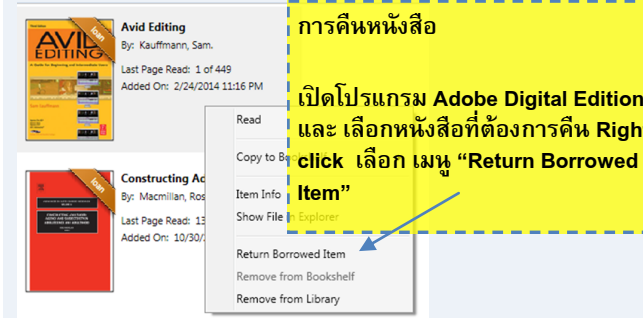 loan
AVID
EDITING
Avid Editing
By: Kauffmann, Sam.
Last Page Read: 1 of 449
Added On: 2/24/2014 11:16 PM
การคืนหนังสือ
เปิดโปรแกรม Adobe Digital Edition
และ เลือกหนังสือที่ต้องการคืน Righ
click เลือก เมนู “Return Borrowed
Item”
loan
Constructing Ad
By: Macmillan, Ros
Last Page Read: 13
Added On: 10/30/
Read
Copy to Bo
Item Info
Show File in Explorer
Return Borrowed Item
Remove from Bookshelf
Remove from Library